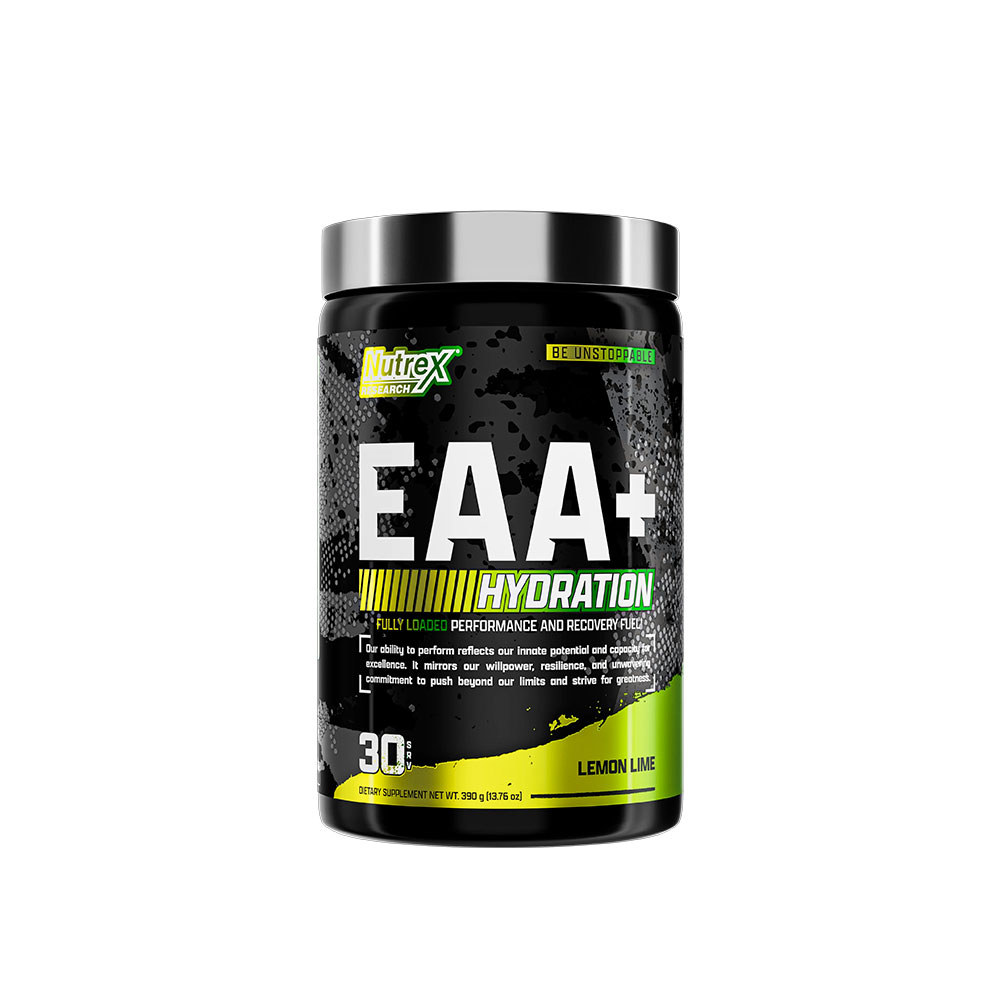 Nutrex®
RESEARCH
BE UNSTOPPABLE
EAA+
HYDRATION
FULLY LOADED PERFORMANCE AND RECOVERY FUEL!
Our ability to perform reflects our innate potential and capacity for
excellence. It mirrors our willpower, resilience, and unwavering
commitment to push beyond our limits and strive for greatness.
30 SRV
LEMON LIME
DIETARY SUPPLEMENT NET WT. 390 g (13.76 oz)